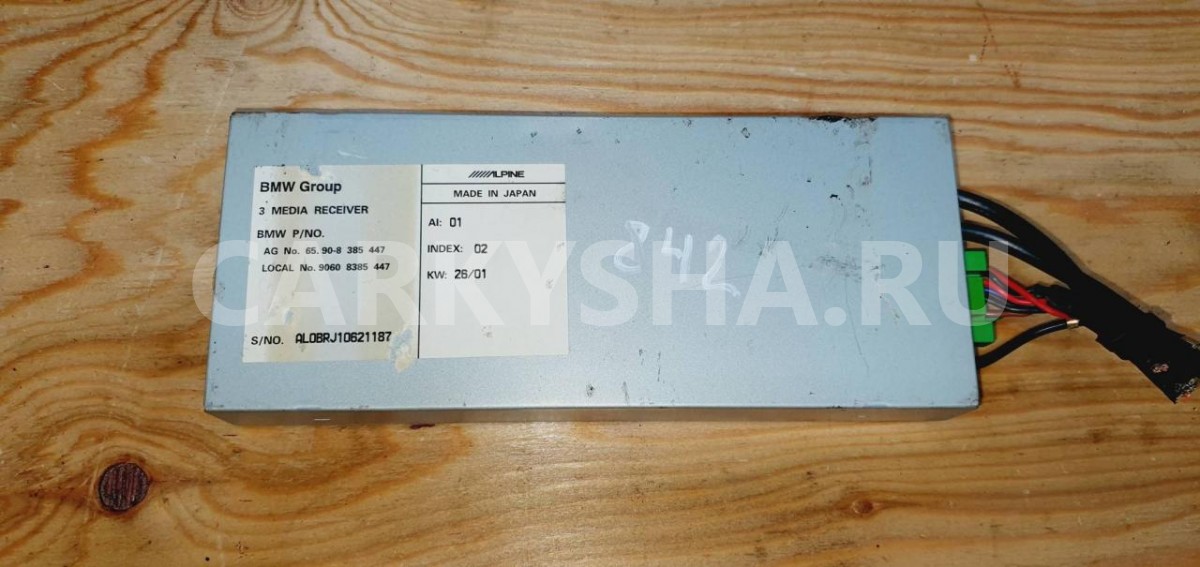 BMW Group
3 MEDIA RECEIVER
BMW P/NO.
AG No. 65.90-8 385 447
LOCAL No. 9060 8385 447
S/NO. AL0BRJ10621187
ALPINE
MADE IN JAPAN
AI: 01
INDEX: 02
KW: 26/01
842
CARKYSHA.RU